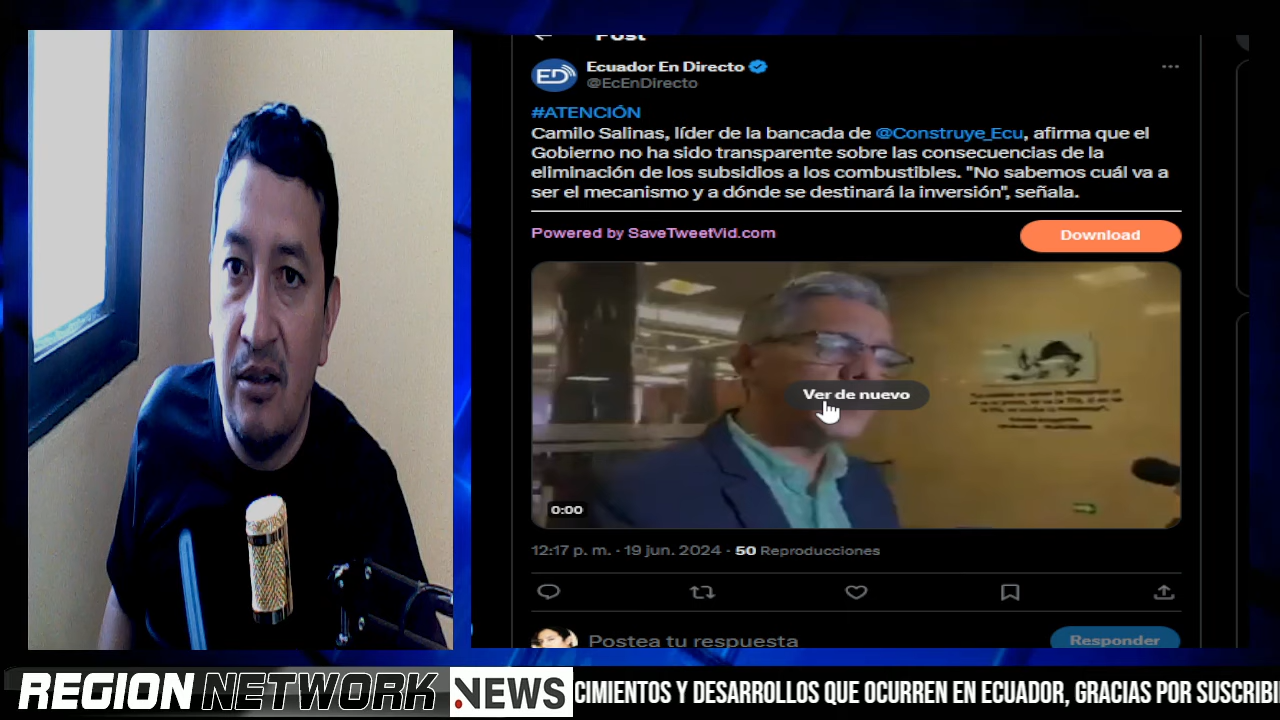 Post
Ecuador En Directo
@EcEnDirecto
#ATENCIÓN
Camilo Salinas, líder de la bancada de @Construye_Ecu, afirma que el
Gobierno no ha sido transparente sobre las consecuencias de la
eliminación de los subsidios a los combustibles. "No sabemos cuál va a
ser el mecanismo y a dónde se destinará la inversión", señala.
Powered by SaveTweetVid.com
Download
Ver de nuevo
0:00
12:17 p. m. · 19 jun. 2024 · 50 Reproducciones
Postea tu respuesta
Responder
REGION NETWORK NEWS
CIMIENTOS Y DESARROLLOS QUE OCURREN EN ECUADOR, GRACIAS POR SUSCRIBI